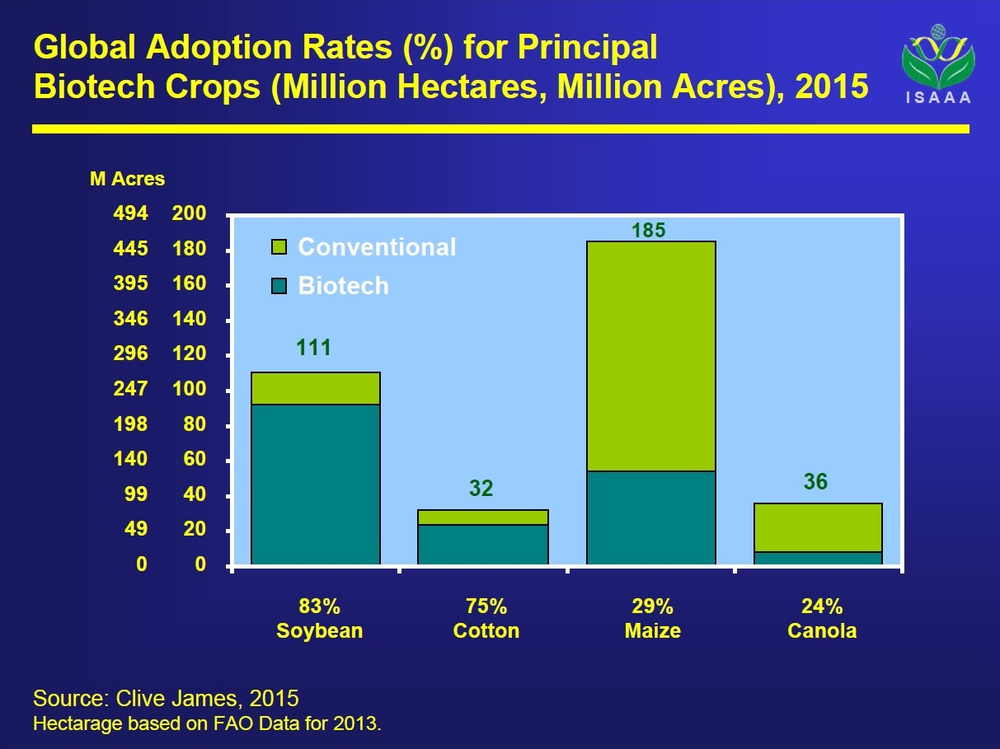 Global Adoption Rates (%) for Principal
Biotech Crops (Million Hectares, Million Acres), 2015
ISAAA
M Acres
494 200
445 180
395 160
346 140
296 120
247 100
198 80
140 60
99 40
49 20
0 0
Conventional
Biotech
111
32
185
36
83% 75% 29% 24%
Soybean Cotton Maize Canola
Source: Clive James, 2015
Hectarage based on FAO Data for 2013.